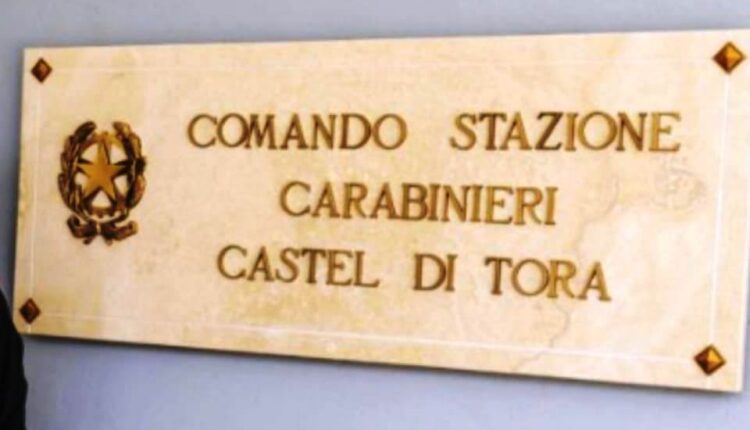 COMANDO STAZIONE
CARABINIERI
CASTEL DI TORA